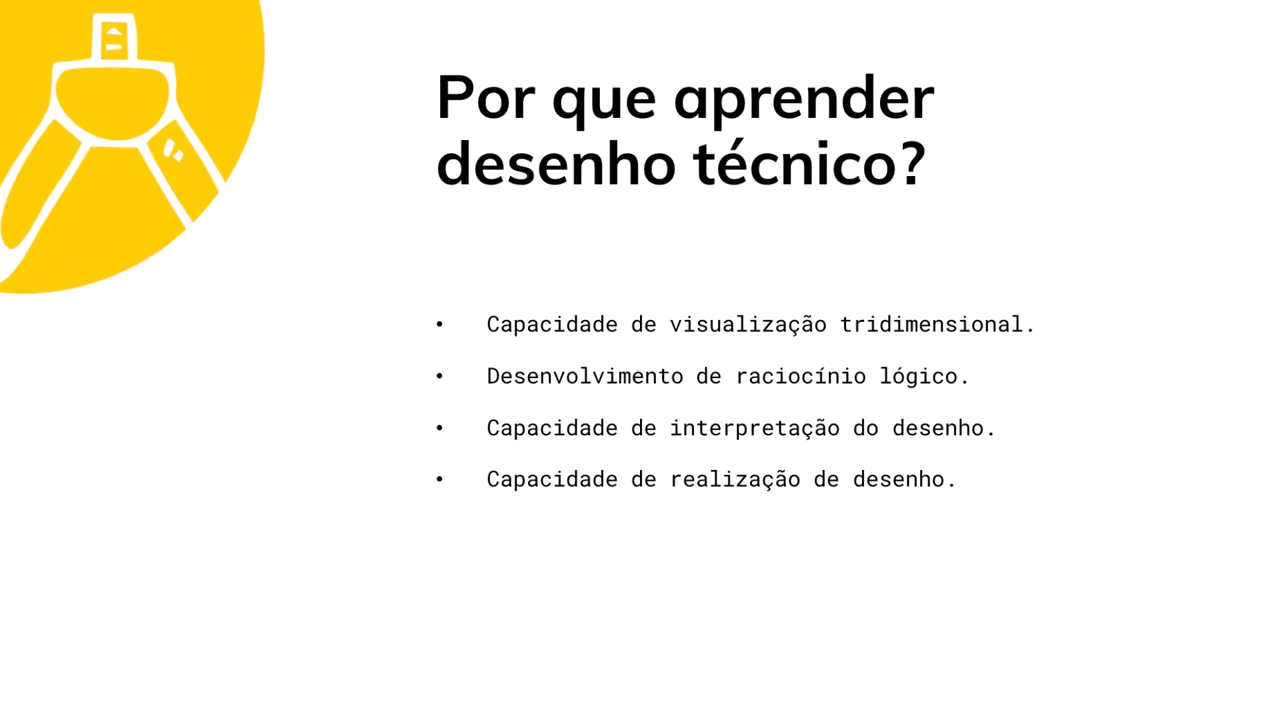 Por que aprender
desenho técnico?
• Capacidade de visualização tridimensional.
• Desenvolvimento de raciocínio lógico.
• Capacidade de interpretação do desenho.
• Capacidade de realização de desenho.